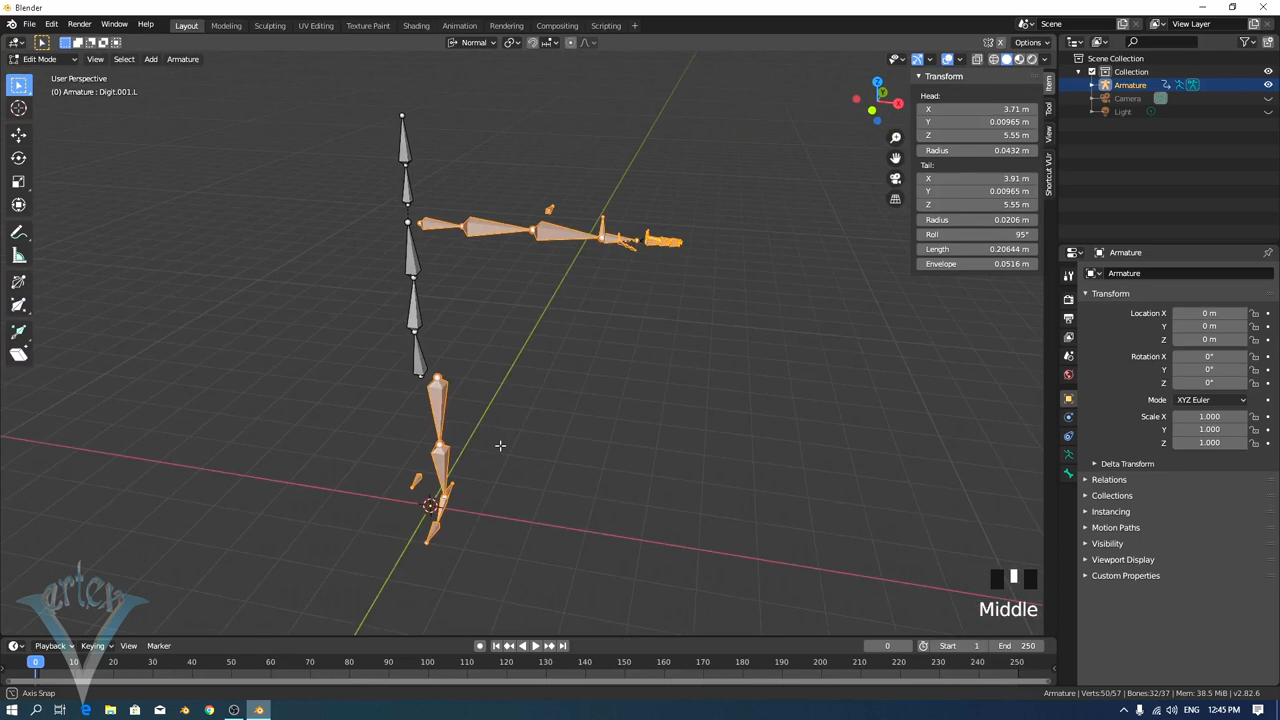 Blender
File Edit Render Window Help Layout Modeling Sculpting UV Editing Texture Paint Shading Animation Rendering Compositing Scripting + Scene View Layer
Normal X Options
Edit Mode View Select Add Armature
User Perspective
(0) Armature : Digit.001.L
Transform
Head:
X 3.71 m
Y 0.00965 m
Z 5.55 m
Radius 0.0432 m
Tail:
X 3.91 m
Y 0.00965 m
Z 5.55 m
Radius 0.0206 m
Roll 95°
Length 0.20644 m
Envelope 0.0516 m
Item
Tool
View
Shortcut VUr
Z
Y
X
Scene Collection
Collection
Armature
Camera
Light
Armature
Armature
Transform
Location X 0 m
Y 0 m
Z 0 m
Rotation X 0°
Y 0°
Z 0°
Mode XYZ Euler
Scale X 1.000
Y 1.000
Z 1.000
Delta Transform
Relations
Collections
Instancing
Motion Paths
Visibility
Viewport Display
Custom Properties
Middle
Vartex
Playback Keying View Marker 0 Start 1 End 250
0 10 20 30 40 50 60 70 80 90 100 110 120 130 140 150 160 170 180 190 200 210 220 230 240 250
Axis Snap
Armature | Verts:50/57 | Bones:32/37 | Mem: 38.5 MiB | v2.82.6
ENG 12:45 PM